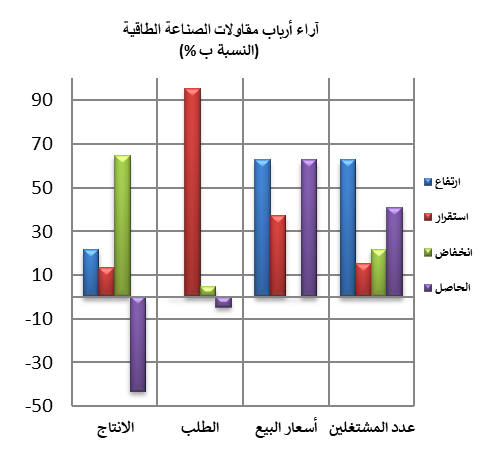 آراء أرباب مقاولات الصناعة الطاقية
(النسبة ب %)
90
70
50
30
10
-10
-30
-50
ارتفاع
استقرار
انخفاض
الحاصل
الانتاج
الطلب
أسعار البيع
عدد المشتغلين